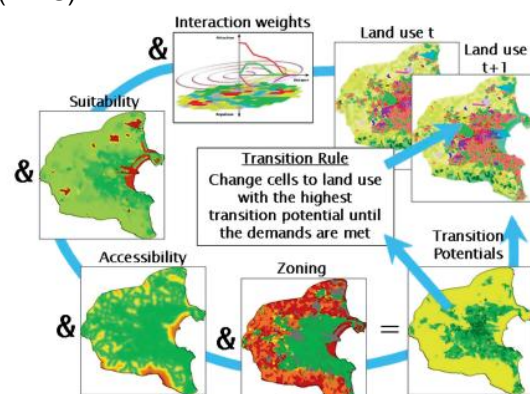 Interaction weights
&
Land use t
Land use
t+1
Suitability
&
Transition Rule
Change cells to land use
with the highest
transition potential until
the demands are met
Accessibility
Zoning
Transition
Potentials
&
&
=